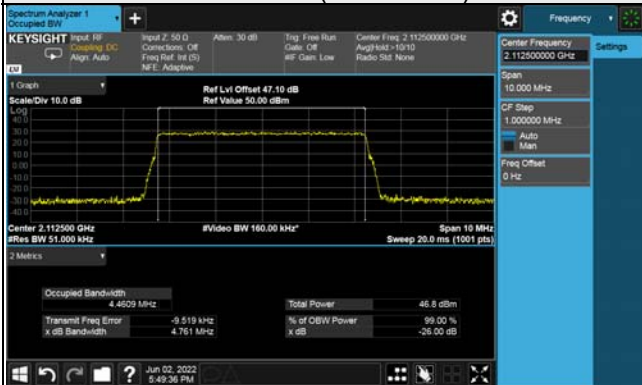 Spectrum Analyzer 1
Occupied BW
+
Frequency
KEYSIGHT
Input: RF
Coupling: DC
Align: Auto
Input Z: 50 Ω
Corrections: Off
Freq Ref: Int (S)
NFE: Adaptive
Atten: 30 dB
Trig: Free Run
Gate: Off
#IF Gain: Low
Center Freq: 2.112500000 GHz
Avg|Hold:>10/10
Radio Std: None
Center Frequency
2.112500000 GHz
Settings
Span
10.000 MHz
CF Step
1.000000 MHz
Auto
Man
Freq Offset
0 Hz
1 Graph
Scale/Div 10.0 dB
Ref Lvl Offset 47.10 dB
Ref Value 50.00 dBm
Log
40.0
30.0
20.0
10.0
0.00
-10.0
-20.0
-30.0
-40.0
Center 2.112500 GHz
#Res BW 51.000 kHz
#Video BW 160.00 kHz*
Span 10 MHz
Sweep 20.0 ms (1001 pts)
2 Metrics
Occupied Bandwidth
4.4609 MHz
Total Power 46.8 dBm
Transmit Freq Error -9.519 kHz
% of OBW Power 99.00 %
x dB Bandwidth 4.761 MHz
x dB -26.00 dB
?
Jun 02, 2022
5:49:36 PM